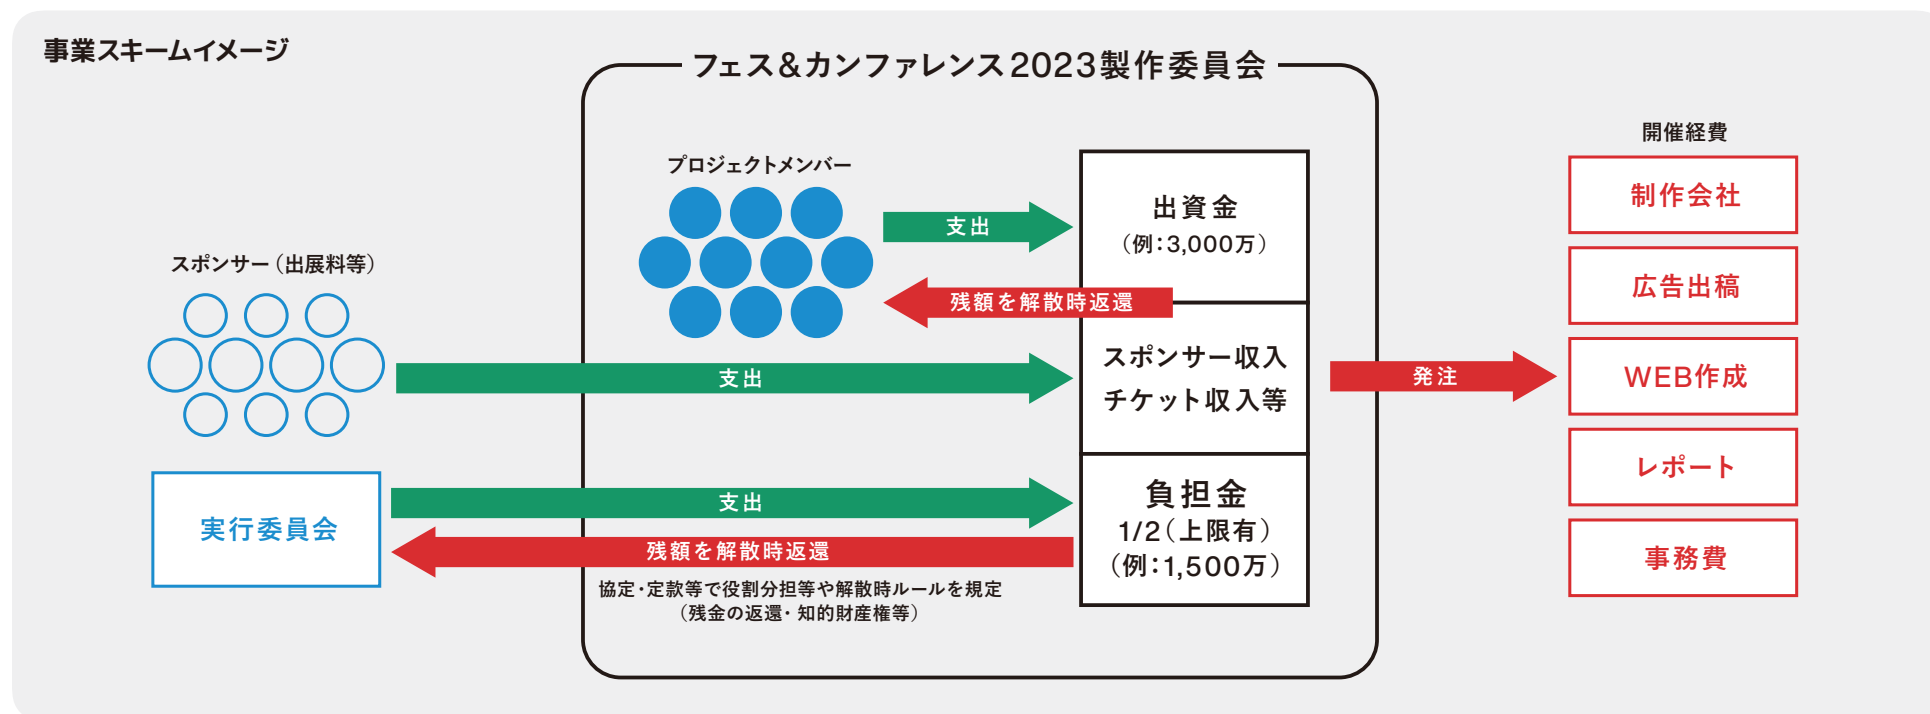 事業スキームイメージ
フェス&カンファレンス2023製作委員会
プロジェクトメンバー
支出
出資金
（例：3,000万）
残額を解散時返還
スポンサー（出展料等）
支出
スポンサー収入
チケット収入等
実行委員会
支出
残額を解散時返還
負担金
1/2（上限有）
（例：1,500万）
協定・定款等で役割分担等や解散時ルールを規定
（残金の返還・知的財産権等）
発注
開催経費
制作会社
広告出稿
WEB作成
レポート
事務費